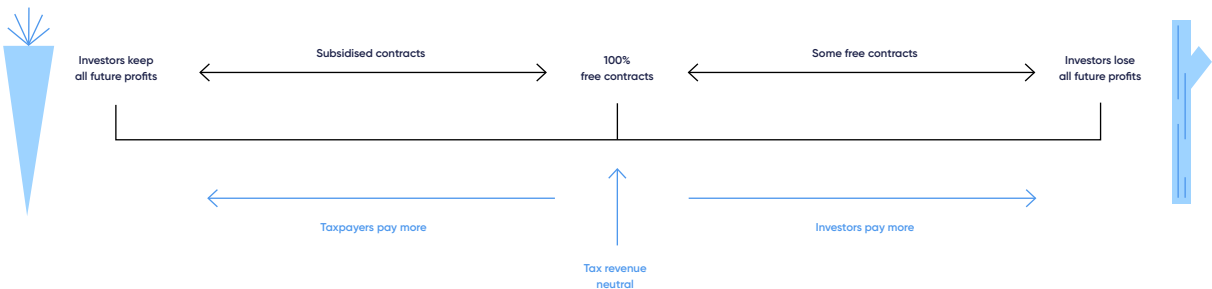 Investors keep
all future profits
Subsidised contracts
100%
free contracts
Some free contracts
Investors lose
all future profits
Taxpayers pay more
Investors pay more
Tax revenue
neutral